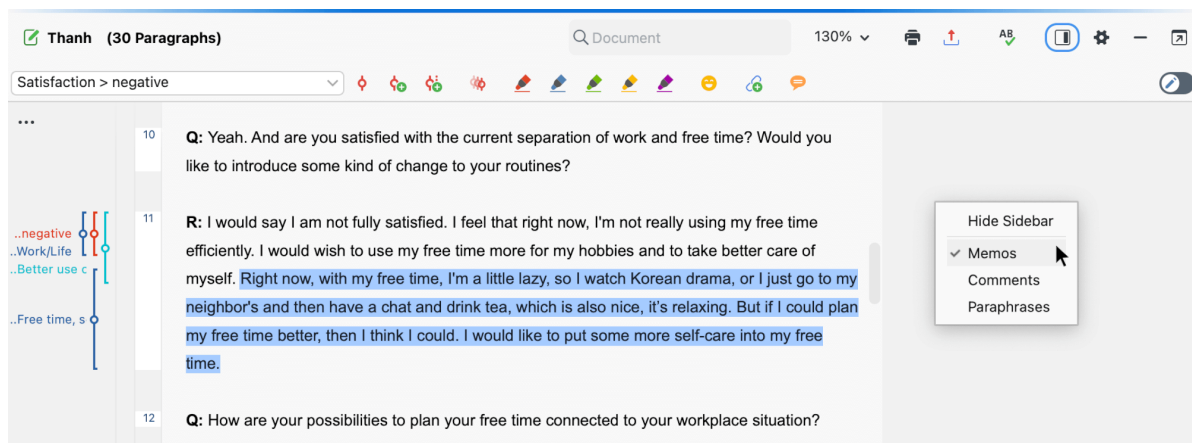 Thanh (30 Paragraphs)
Document
130%
AB
Satisfaction > negative
...
10
Q: Yeah. And are you satisfied with the current separation of work and free time? Would you
like to introduce some kind of change to your routines?
11
R: I would say I am not fully satisfied. I feel that right now, I'm not really using my free time
efficiently. I would wish to use my free time more for my hobbies and to take better care of
myself. Right now, with my free time, I'm a little lazy, so I watch Korean drama, or I just go to my
neighbor's and then have a chat and drink tea, which is also nice, it's relaxing. But if I could plan
my free time better, then I think I could. I would like to put some more self-care into my free
time.
..negative
..Work/Life
..Better use c
..Free time, s
12
Q: How are your possibilities to plan your free time connected to your workplace situation?
Hide Sidebar
Memos
Comments
Paraphrases